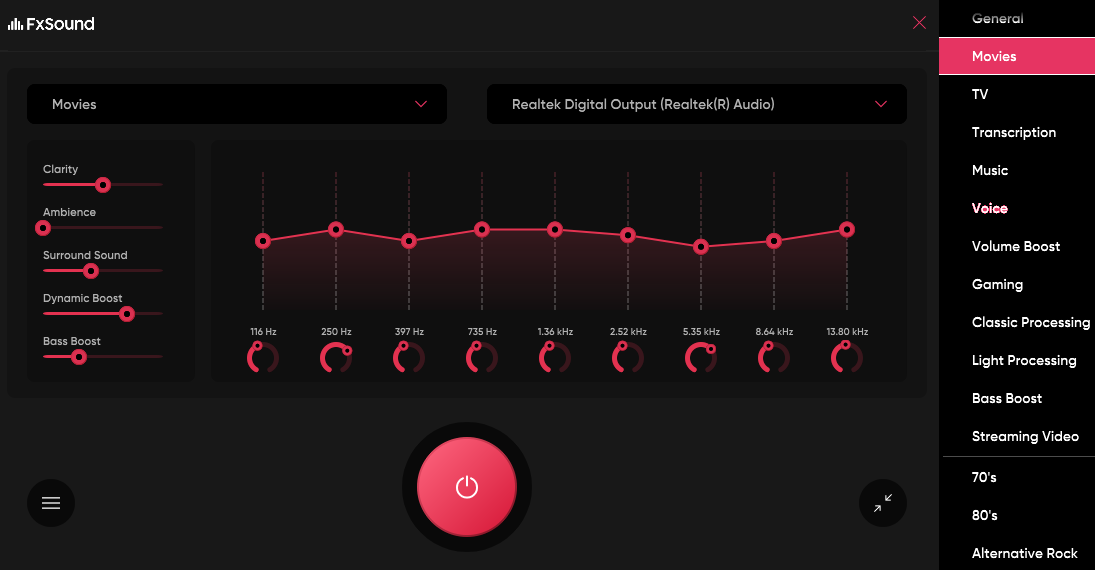 FxSound
Movies
Realtek Digital Output (Realtek(R) Audio)
Clarity
Ambience
Surround Sound
Dynamic Boost
Bass Boost
116 Hz
250 Hz
397 Hz
735 Hz
1.36 kHz
2.52 kHz
5.35 kHz
8.64 kHz
13.80 kHz
General
Movies
TV
Transcription
Music
Voice
Volume Boost
Gaming
Classic Processing
Light Processing
Bass Boost
Streaming Video
70's
80's
Alternative Rock